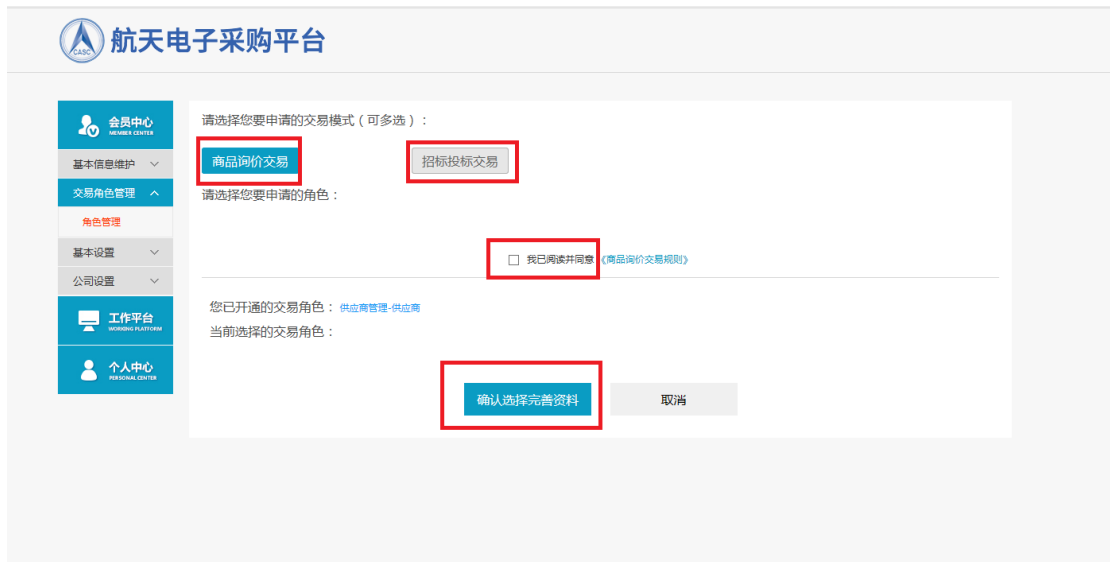 CASC 航天电子采购平台
会员中心
MEMBER CENTER
基本信息维护
交易角色管理
角色管理
基本设置
公司设置
工作平台
WORKING PLATFORM
个人中心
PERSONAL CENTER
请选择您要申请的交易模式（可多选）：
商品询价交易 招标投标交易
请选择您要申请的角色：
我已阅读并同意 《商品询价交易规则》
您已开通的交易角色：供应商管理-供应商
当前选择的交易角色：
确认选择完善资料 取消